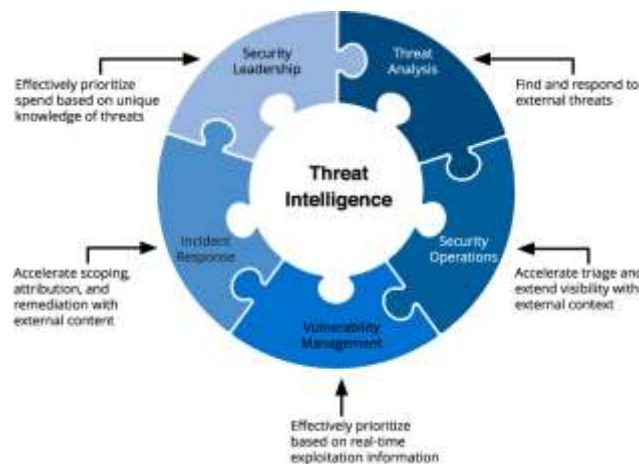 Security
Leadership
Threat
Analysis
Effectively prioritize
spend based on unique
knowledge of threats
Find and respond to
external threats
Threat
Intelligence
Incident
Response
Security
Operations
Accelerate scoping,
attribution, and
remediation with
external content
Accelerate triage and
extend visibility with
external context
Vulnerability
Management
Effectively prioritize
based on real-time
exploitation information